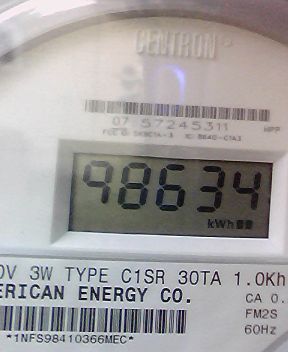 CENTRON
07 57245311
HPP
98634
kWh
0V 3W TYPE C1SR 30TA 1.0Kh
ERICAN ENERGY CO.
CA 0.
FM2S
60Hz
*1NFS98410366MEC*